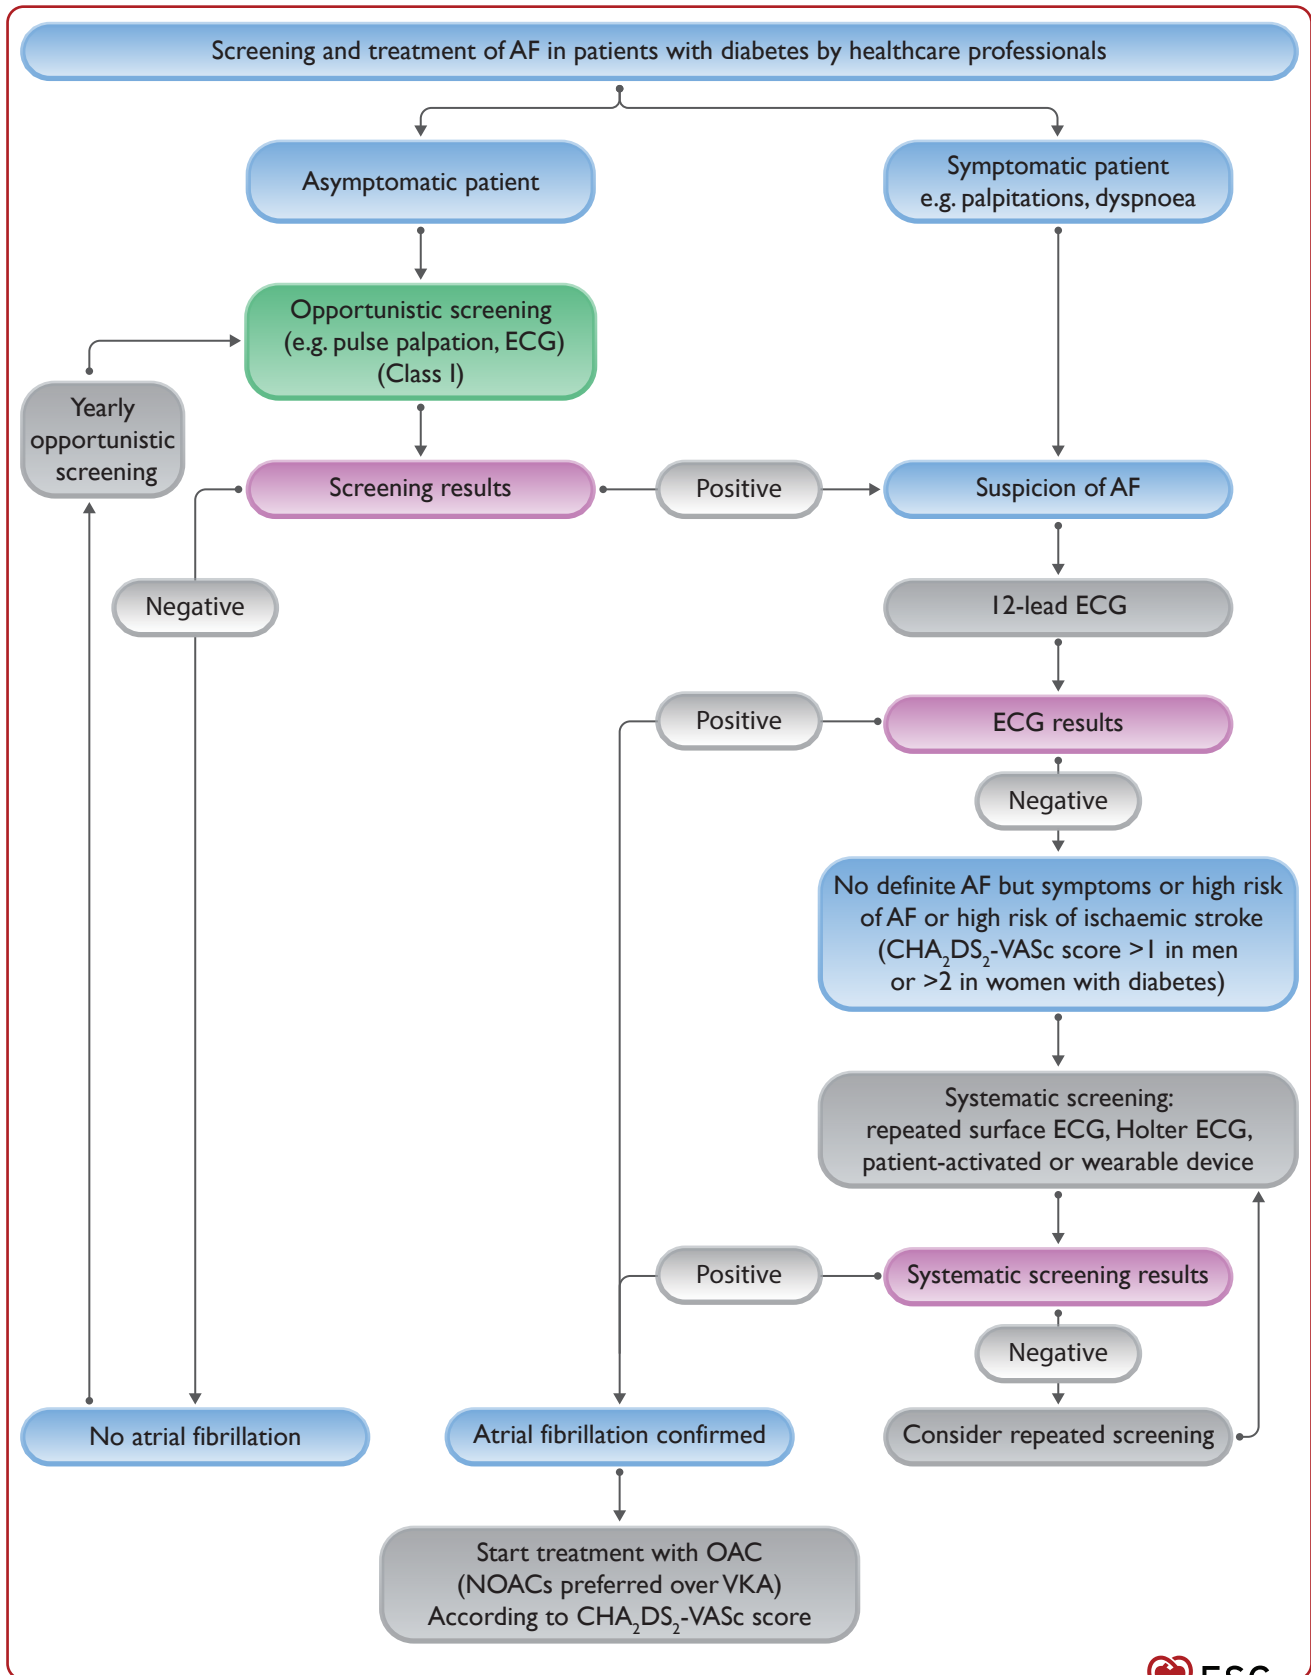 Screening and treatment of AF in patients with diabetes by healthcare professionals
Asymptomatic patient
Symptomatic patient
e.g. palpitations, dyspnoea
Opportunistic screening
(e.g. pulse palpation, ECG)
(Class I)
Yearly
opportunistic
screening
Screening results
Positive
Suspicion of AF
Negative
12-lead ECG
Positive
ECG results
Negative
No definite AF but symptoms or high risk
of AF or high risk of ischaemic stroke
(CHA₂DS₂-VASc score >1 in men
or >2 in women with diabetes)
Systematic screening:
repeated surface ECG, Holter ECG,
patient-activated or wearable device
Positive
Systematic screening results
Negative
No atrial fibrillation
Atrial fibrillation confirmed
Consider repeated screening
Start treatment with OAC
(NOACs preferred over VKA)
According to CHA₂DS₂-VASc score
ESC